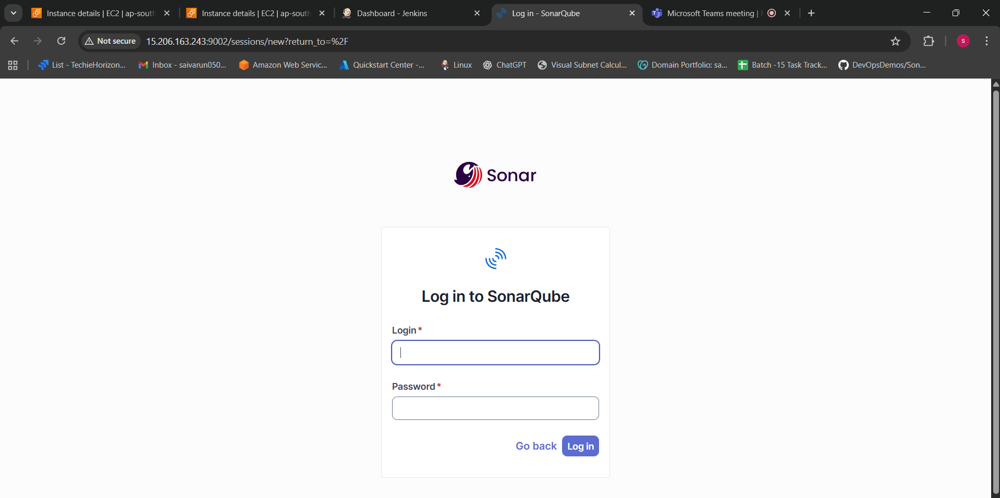 Instance details | EC2 | ap-south
Instance details | EC2 | ap-south
Dashboard - Jenkins
Log in - SonarQube
Microsoft Teams meeting |
Not secure
15.206.163.243:9002/sessions/new?return_to=%2F
s
List - TechieHorizon...
Inbox - saivarun050...
Amazon Web Servic...
Quickstart Center -...
Linux
ChatGPT
Visual Subnet Calcul...
Domain Portfolio: sa...
Batch -15 Task Track...
DevOpsDemos/Son...
Sonar
Log in to SonarQube
Login *
Password *
Go back
Log in